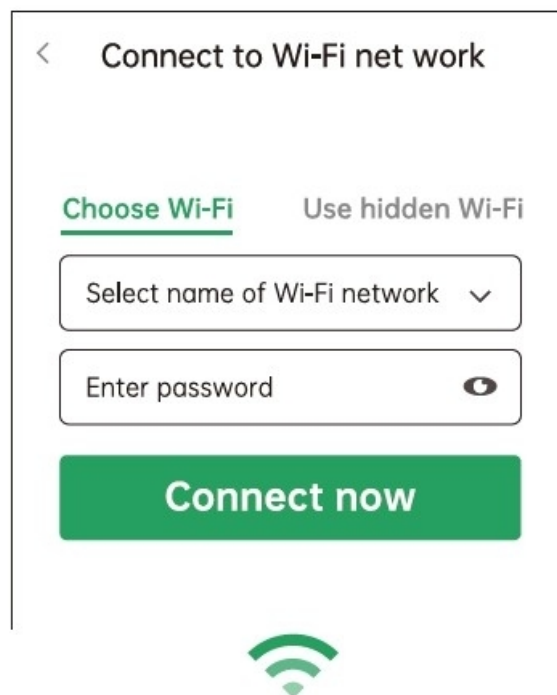 Connect to Wi-Fi net work
Choose Wi-Fi
Use hidden Wi-Fi
Select name of Wi-Fi network
Enter password
Connect now